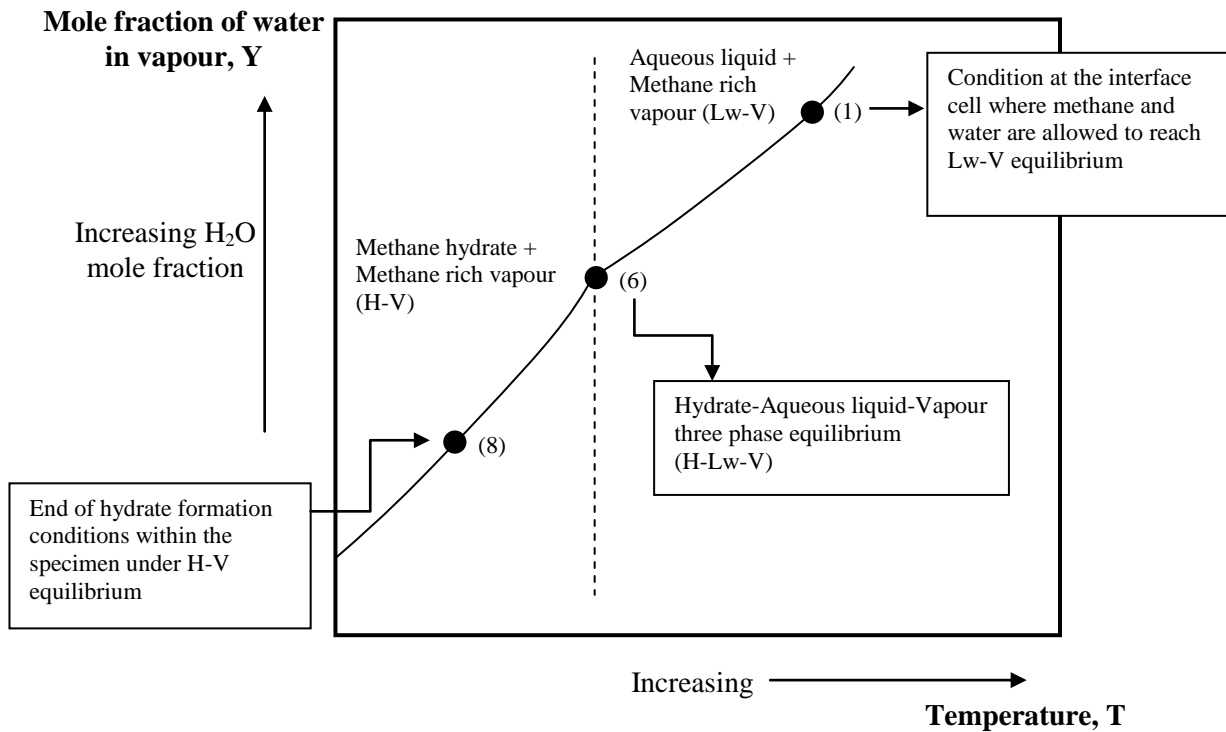 Mole fraction of water
in vapour, Y
Increasing H₂O
mole fraction
Aqueous liquid +
Methane rich
vapour (Lw-V)
(1)
Condition at the interface
cell where methane and
water are allowed to reach
Lw-V equilibrium
Methane hydrate +
Methane rich vapour
(H-V)
(6)
Hydrate-Aqueous liquid-Vapour
three phase equilibrium
(H-Lw-V)
(8)
End of hydrate formation
conditions within the
specimen under H-V
equilibrium
Increasing
Temperature, T